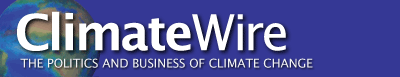 ClimateWire
THE POLITICS AND BUSINESS OF CLIMATE CHANGE